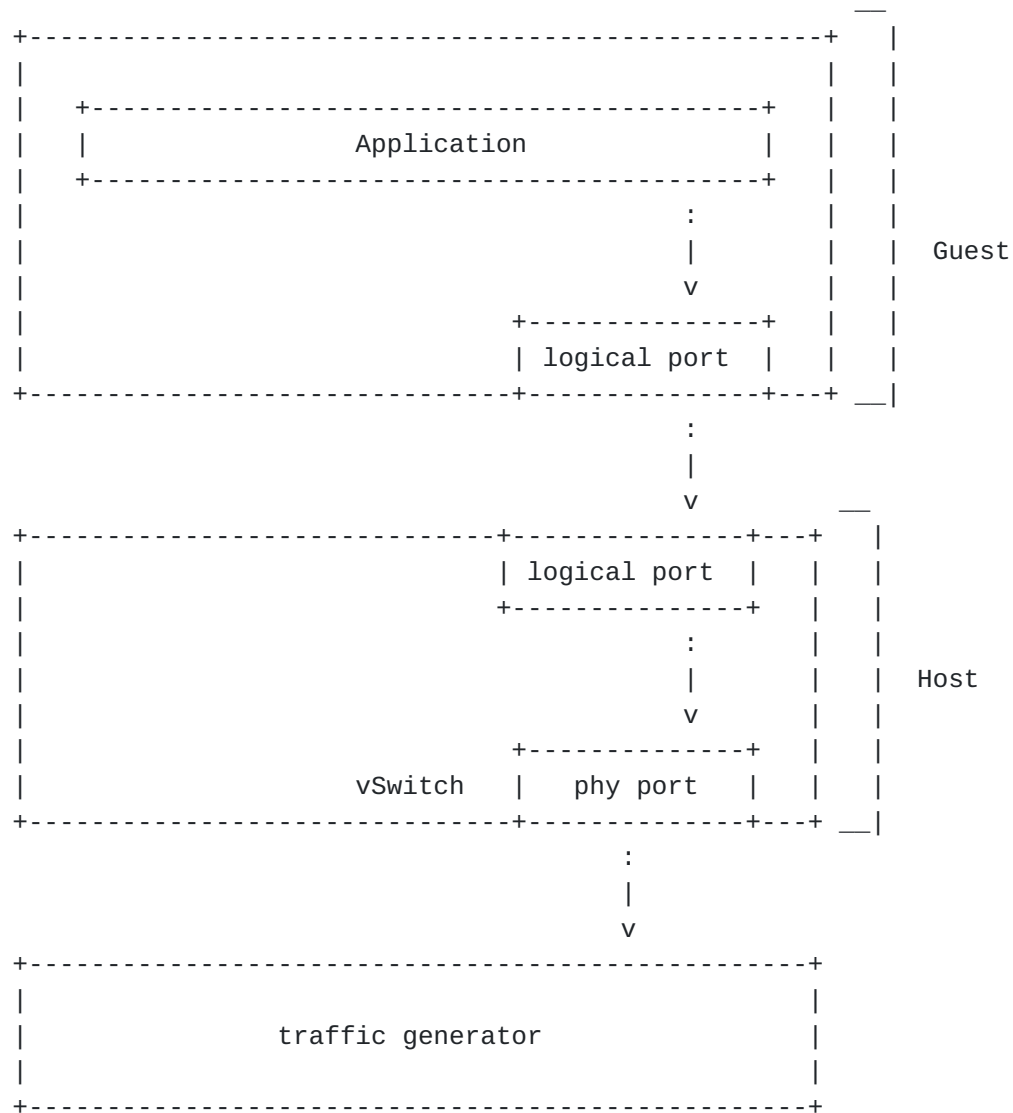 Application
Guest
logical port
logical port
Host
vSwitch phy port
traffic generator